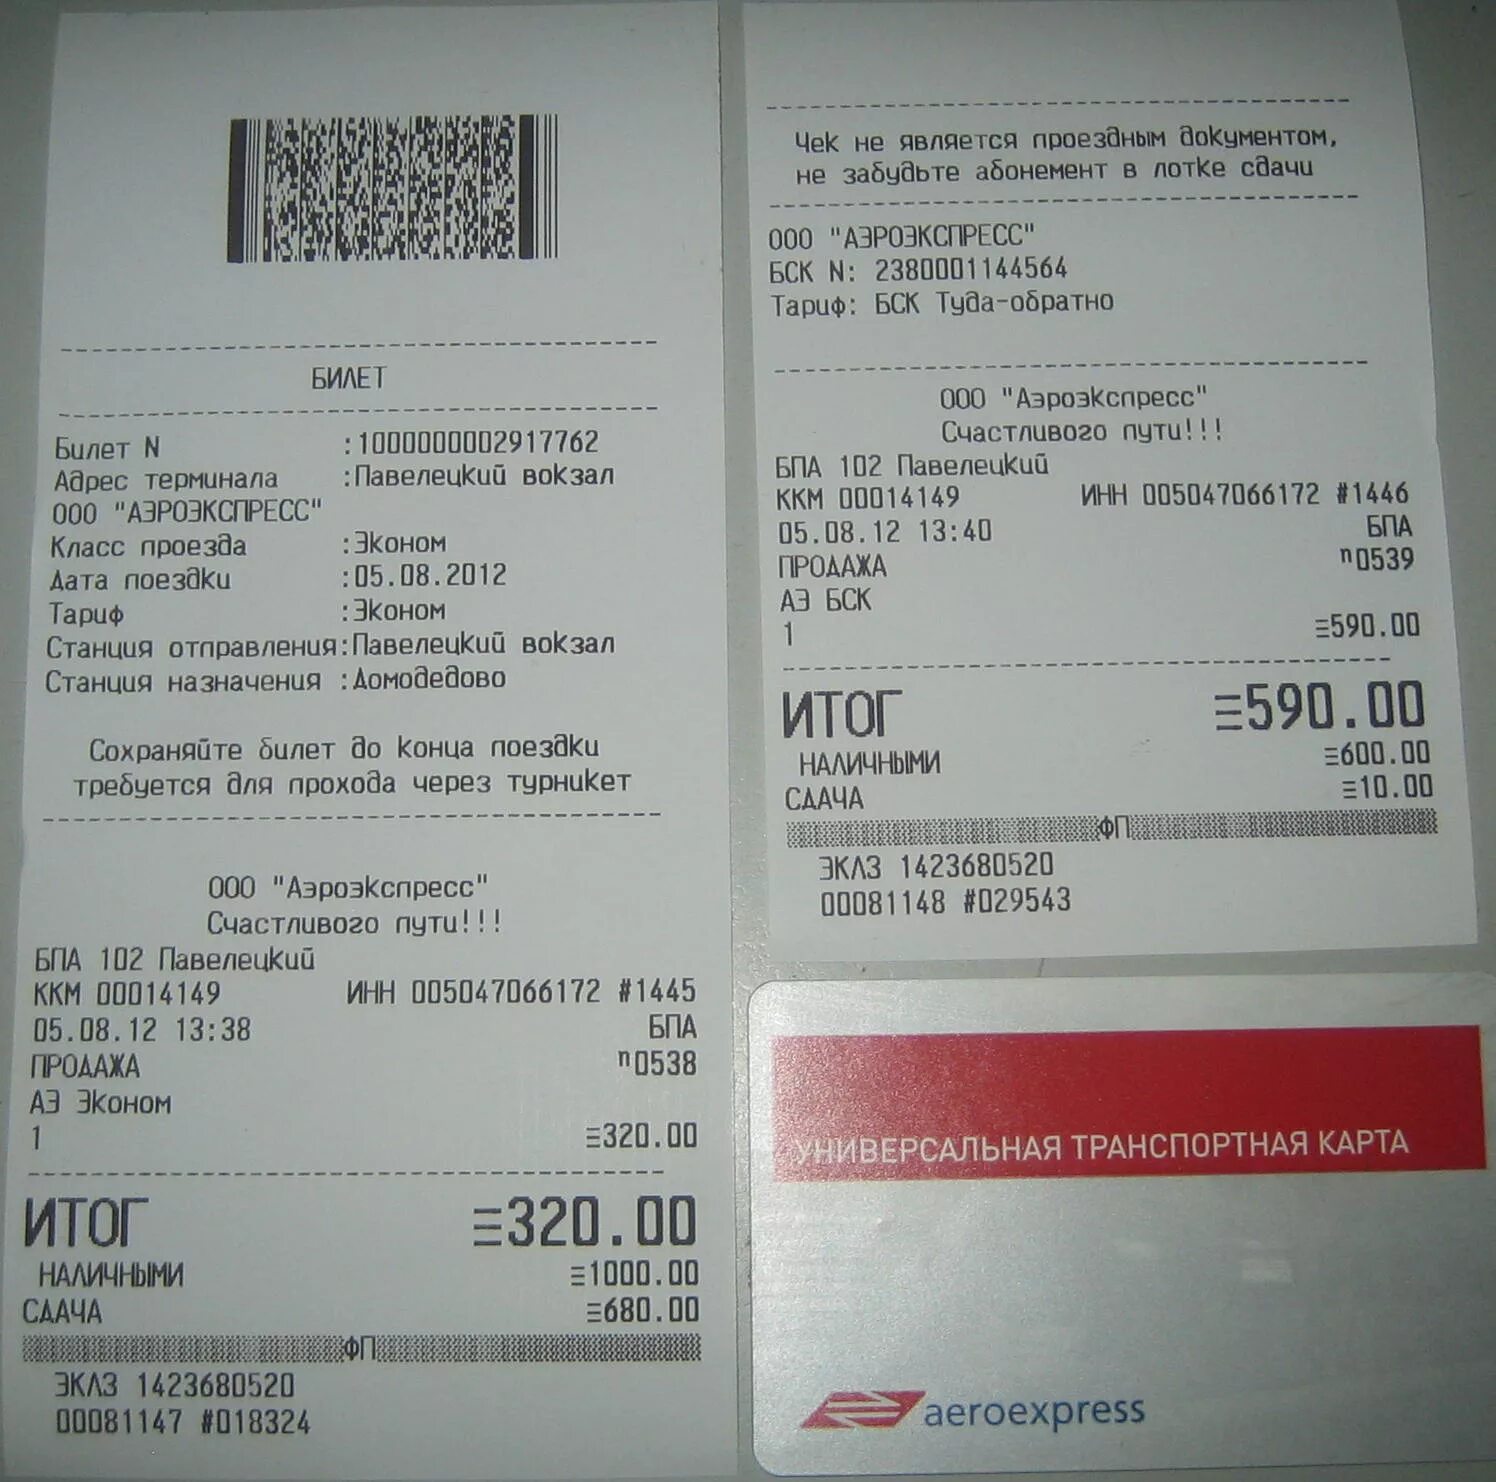 БИЛЕТ
Билет N :1000000002917762
Адрес терминала :Павелецкий вокзал
ООО "АЭРОЭКСПРЕСС"
Класс проезда :Эконом
Дата поездки :05.08.2012
Тариф :Эконом
Станция отправления:Павелецкий вокзал
Станция назначения :Домодедово
Сохраняйте билет до конца поездки
требуется для прохода через турникет
ООО "Аэроэкспресс"
Счастливого пути!!!
БПА 102 Павелецкий
ККМ 00014149 ИНН 005047066172 #1445
05.08.12 13:38 БПА
ПРОДАЖА п0538
АЭ Эконом
1 ≡320.00
ИТОГ ≡320.00
НАЛИЧНЫМИ ≡1000.00
СДАЧА ≡680.00
ФП
ЭКЛЗ 1423680520
00081147 #018324
Чек не является проездным документом,
не забудьте абонемент в лотке сдачи
ООО "АЭРОЭКСПРЕСС"
БСК N: 2380001144564
Тариф: БСК Туда-обратно
ООО "Аэроэкспресс"
Счастливого пути!!!
БПА 102 Павелецкий
ККМ 00014149 ИНН 005047066172 #1446
05.08.12 13:40 БПА
ПРОДАЖА п0539
АЭ БСК
1 ≡590.00
ИТОГ ≡590.00
НАЛИЧНЫМИ ≡600.00
СДАЧА ≡10.00
ФП
ЭКЛЗ 1423680520
00081148 #029543
УНИВЕРСАЛЬНАЯ ТРАНСПОРТНАЯ КАРТА
aeroexpress